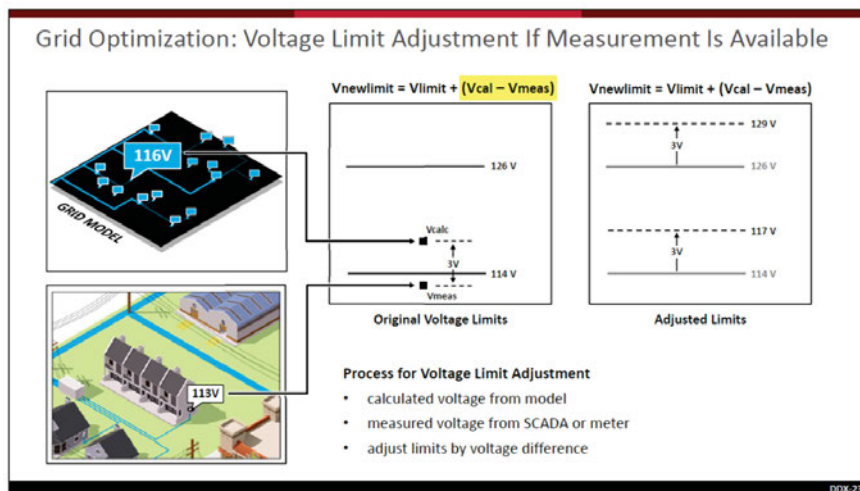 Grid Optimization: Voltage Limit Adjustment If Measurement Is Available
Vnewlimit = Vlimit + (Vcal – Vmeas)
Vnewlimit = Vlimit + (Vcal – Vmeas)
116V
GRID MODEL
126 V
Vcalc
3V
114 V
Vmeas
Original Voltage Limits
129 V
3V
126 V
117 V
3V
114 V
Adjusted Limits
113V
Process for Voltage Limit Adjustment
• calculated voltage from model
• measured voltage from SCADA or meter
• adjust limits by voltage difference